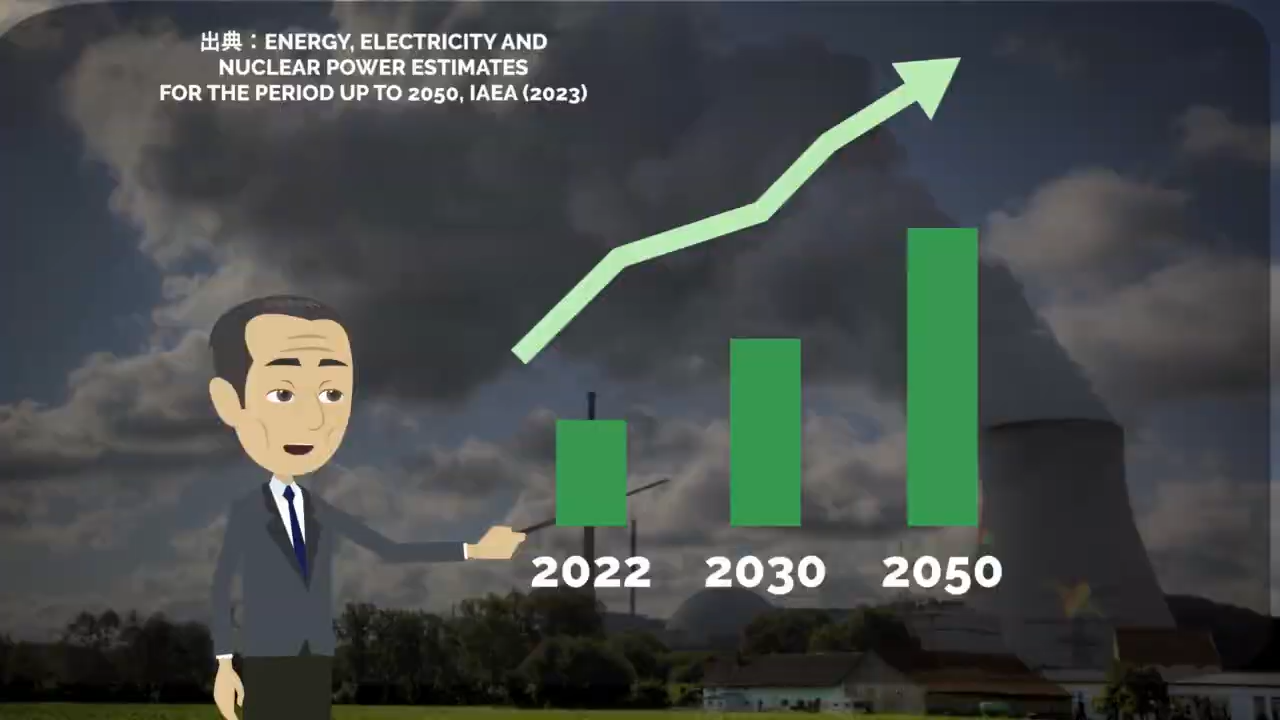 出典：ENERGY, ELECTRICITY AND
NUCLEAR POWER ESTIMATES
FOR THE PERIOD UP TO 2050, IAEA (2023)
2022 2030 2050